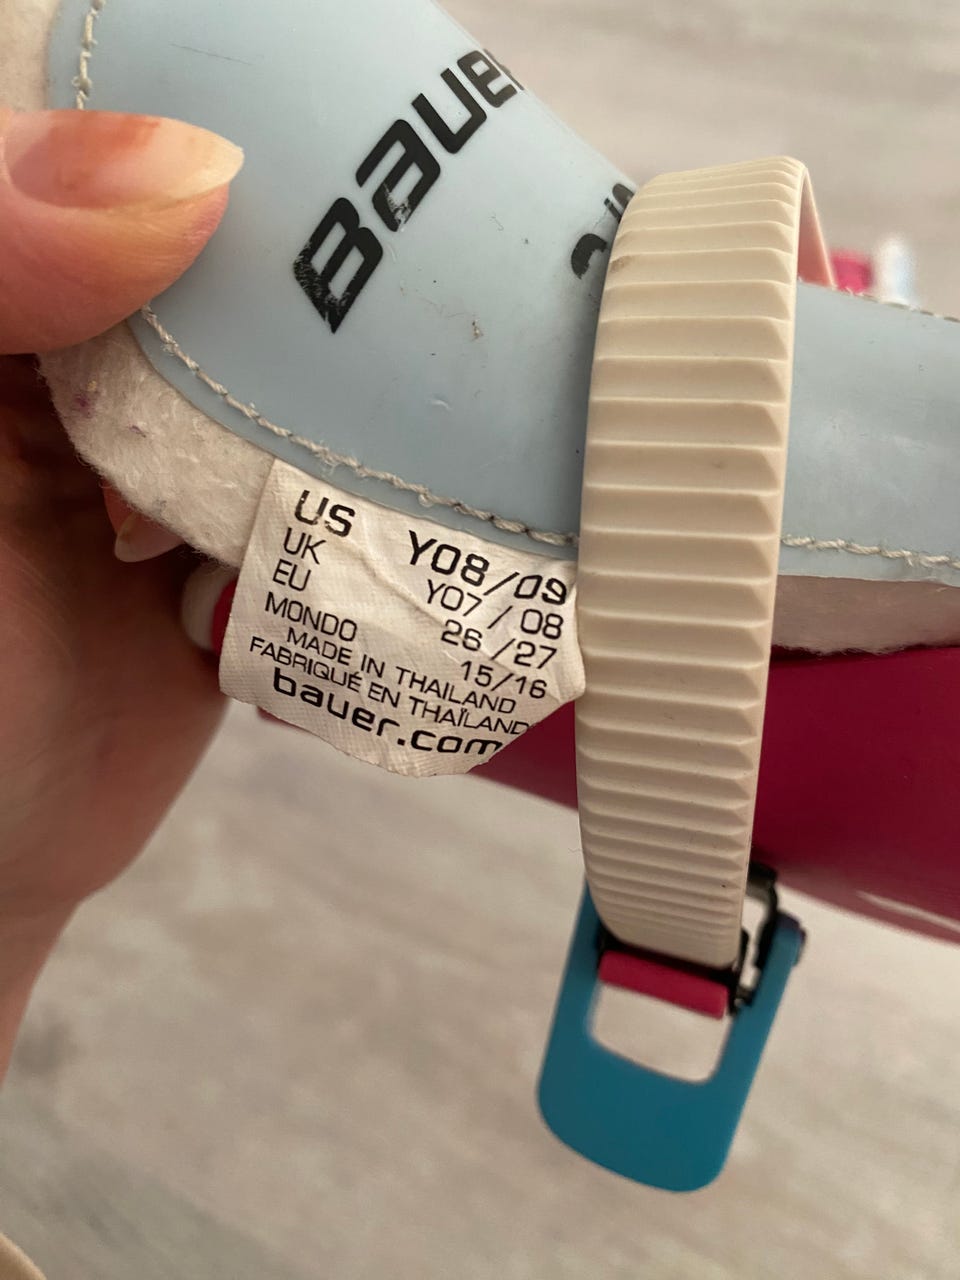 Bauer
US Y08/09
UK Y07 / 08
EU 26 /27
MONDO 15/16
MADE IN THAILAND
FABRIQUÉ EN THAÏLAND
bauer.com